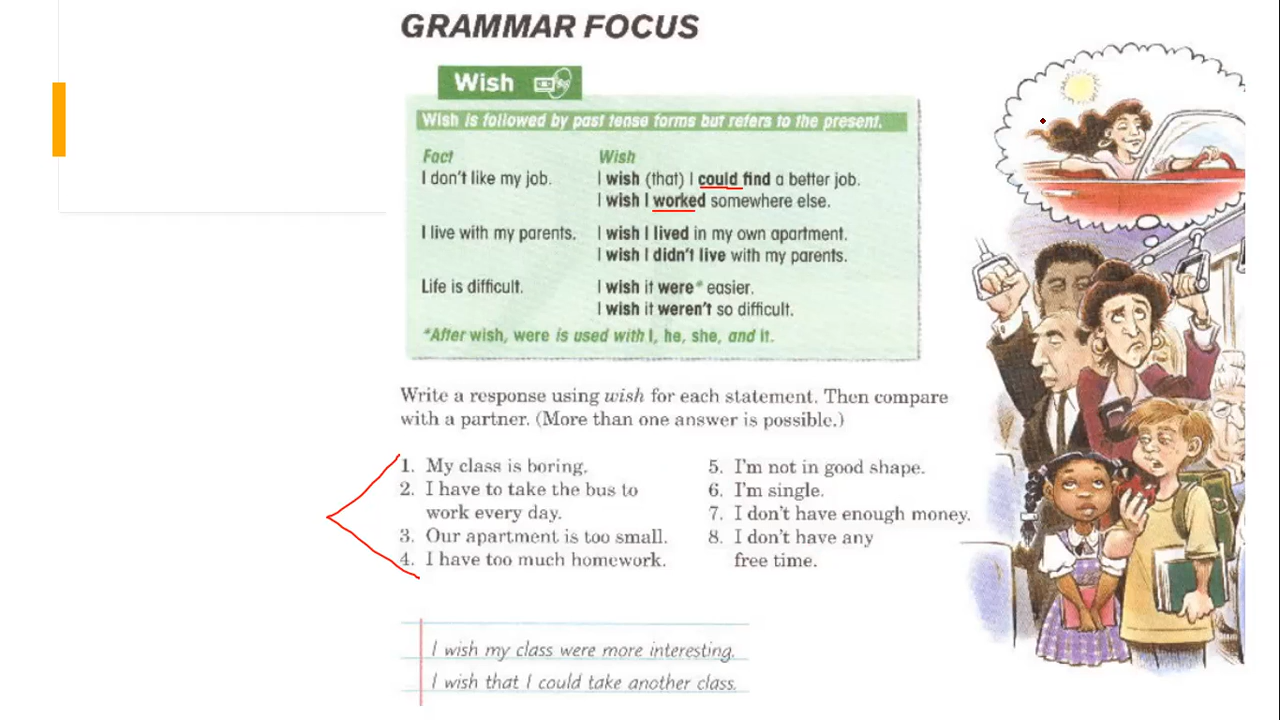 GRAMMAR FOCUS
Wish
Wish is followed by past tense forms but refers to the present.
Fact Wish
I don't like my job. I wish (that) I could find a better job.
I wish I worked somewhere else.
I live with my parents. I wish I lived in my own apartment.
I wish I didn't live with my parents.
Life is difficult. I wish it were* easier.
I wish it weren't so difficult.
*After wish, were is used with I, he, she, and it.
Write a response using wish for each statement. Then compare
with a partner. (More than one answer is possible.)
1. My class is boring.
2. I have to take the bus to
work every day.
3. Our apartment is too small.
4. I have too much homework.
5. I'm not in good shape.
6. I'm single.
7. I don't have enough money.
8. I don't have any
free time.
I wish my class were more interesting.
I wish that I could take another class.